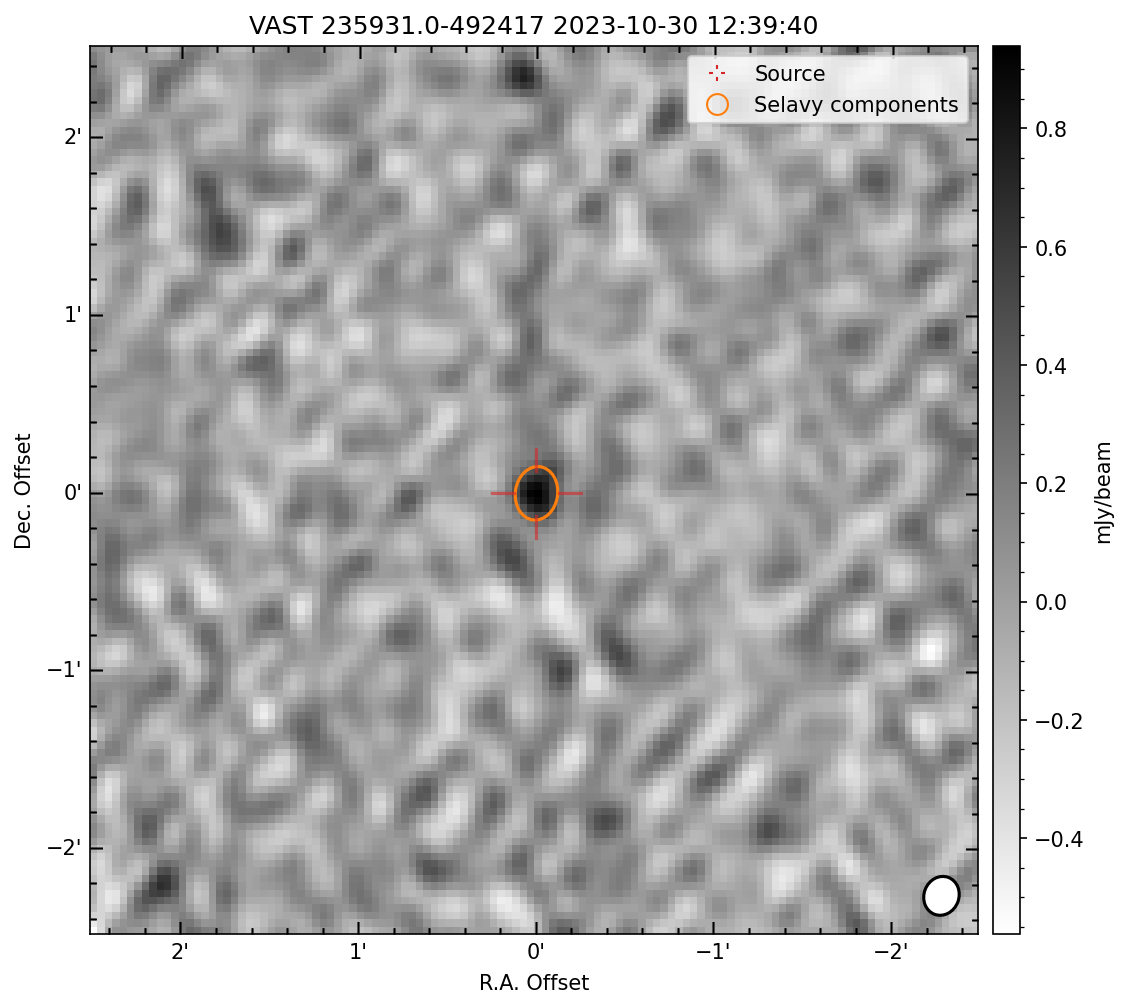 VAST 235931.0-492417 2023-10-30 12:39:40
Source
Selavy components
2'
1'
0'
−1'
−2'
Dec. Offset
2'
1'
0'
−1'
−2'
R.A. Offset
0.8
0.6
0.4
0.2
0.0
−0.2
−0.4
mJy/beam